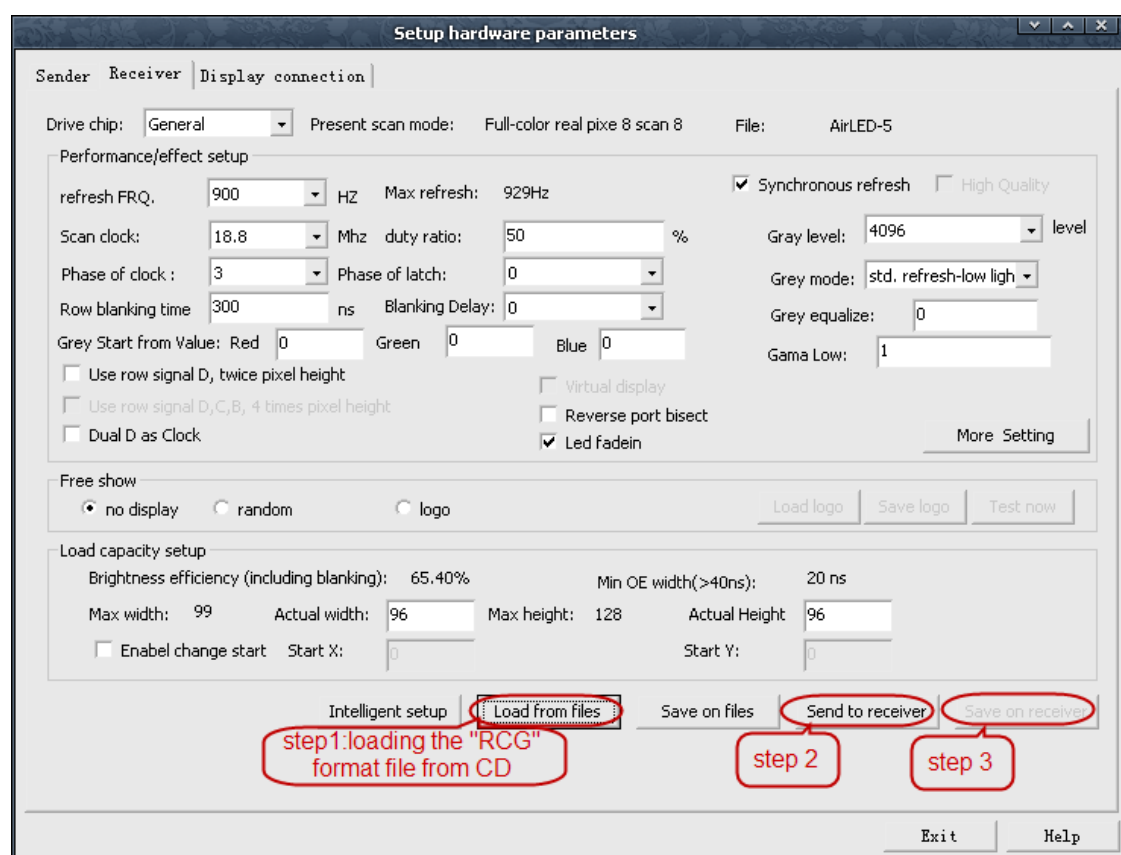 Setup hardware parameters
Sender Receiver Display connection
Drive chip: General Present scan mode: Full-color real pixe 8 scan 8 File: AirLED-5
Performance/effect setup
refresh FRQ. 900 HZ Max refresh: 929Hz Synchronous refresh High Quality
Scan clock: 18.8 Mhz duty ratio: 50 % Gray level: 4096 level
Phase of clock : 3 Phase of latch: 0 Grey mode: std. refresh-low ligh
Row blanking time 300 ns Blanking Delay: 0 Grey equalize: 0
Grey Start from Value: Red 0 Green 0 Blue 0 Gama Low: 1
Use row signal D, twice pixel height Virtual display
Use row signal D,C,B, 4 times pixel height Reverse port bisect
Dual D as Clock Led fadein More Setting
Free show
no display random logo Load logo Save logo Test now
Load capacity setup
Brightness efficiency (including blanking): 65.40% Min OE width(>40ns): 20 ns
Max width: 99 Actual width: 96 Max height: 128 Actual Height 96
Enabel change start Start X: 0 Start Y: 0
Intelligent setup Load from files Save on files Send to receiver Save on receiver
step1:loading the "RCG"
format file from CD
step 2
step 3
Exit Help